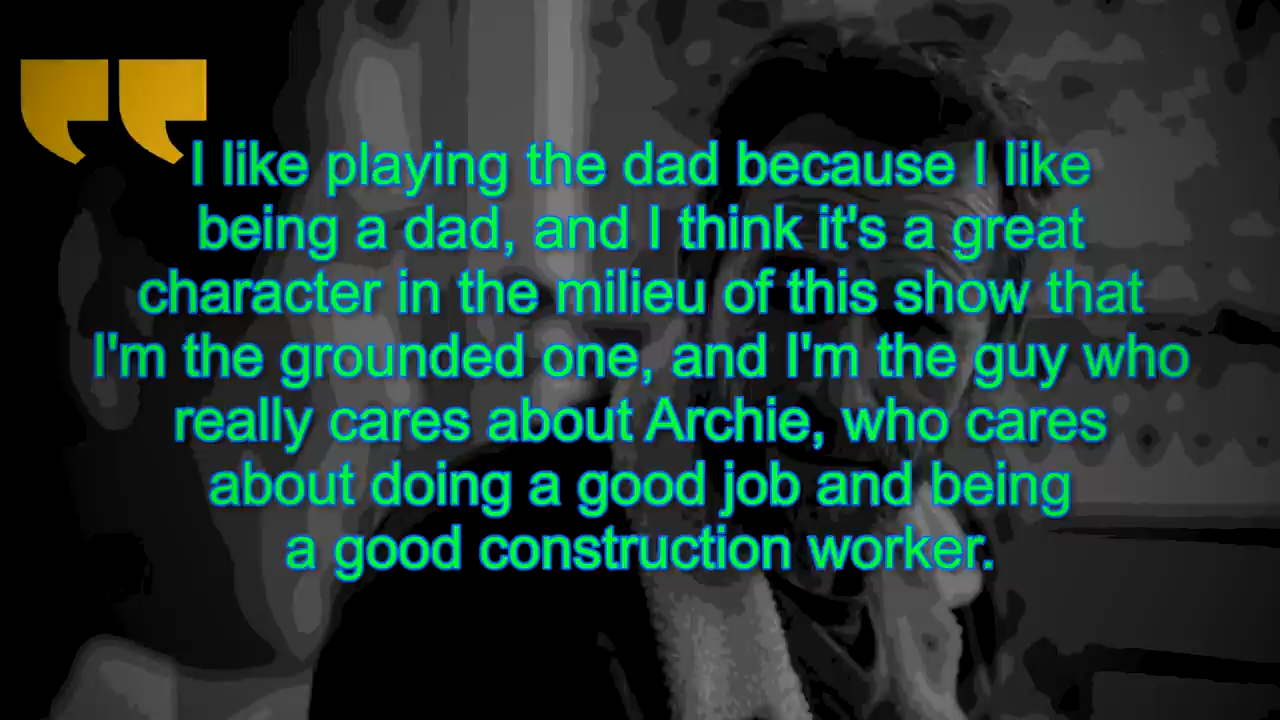 I like playing the dad because I like
being a dad, and I think it's a great
character in the milieu of this show that
I'm the grounded one, and I'm the guy who
really cares about Archie, who cares
about doing a good job and being
a good construction worker.